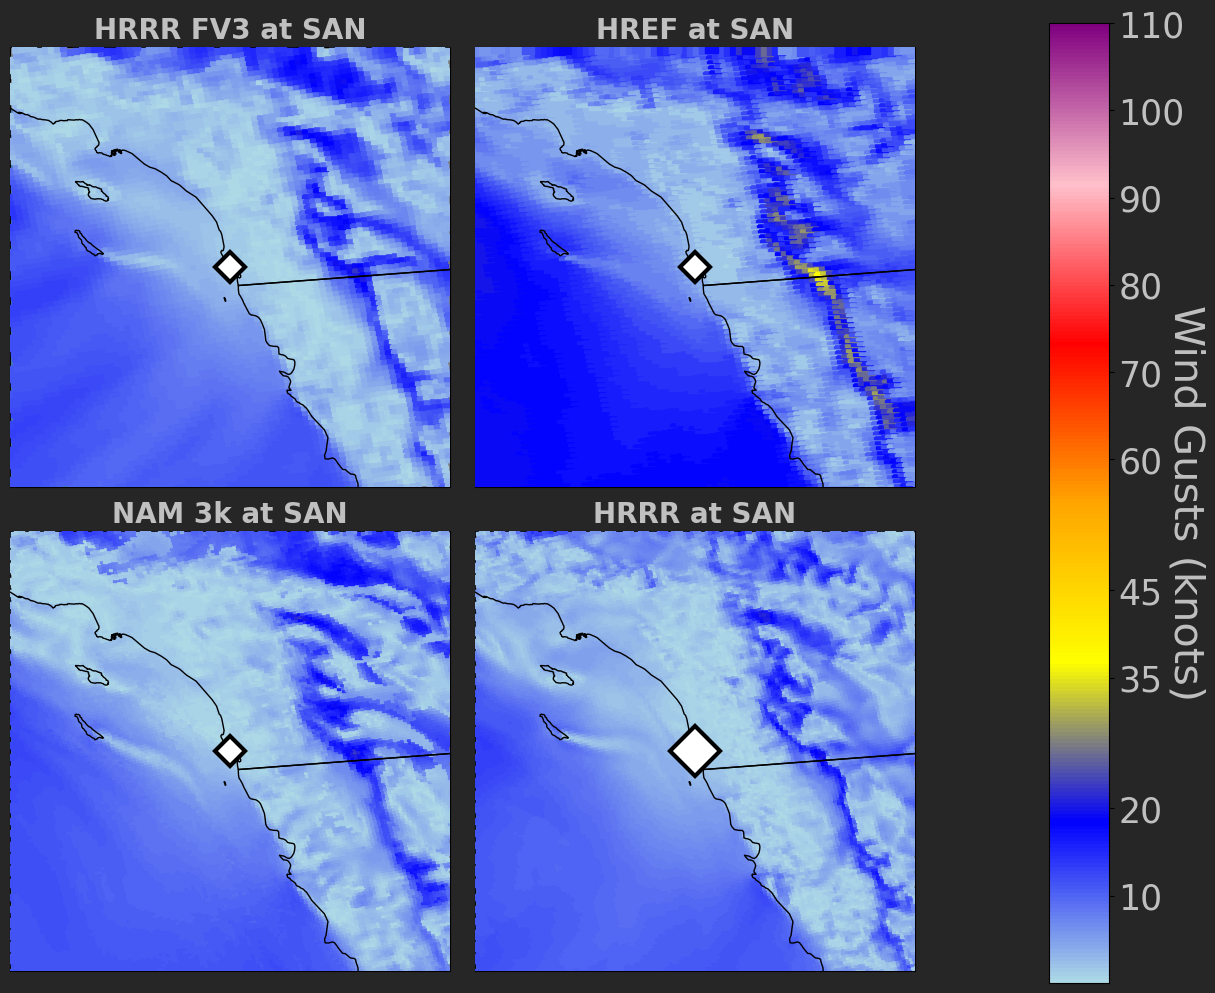 HRRR FV3 at SAN
HREF at SAN
NAM 3k at SAN
HRRR at SAN
110
100
90
80
70
60
45
35
20
10
Wind Gusts (knots)